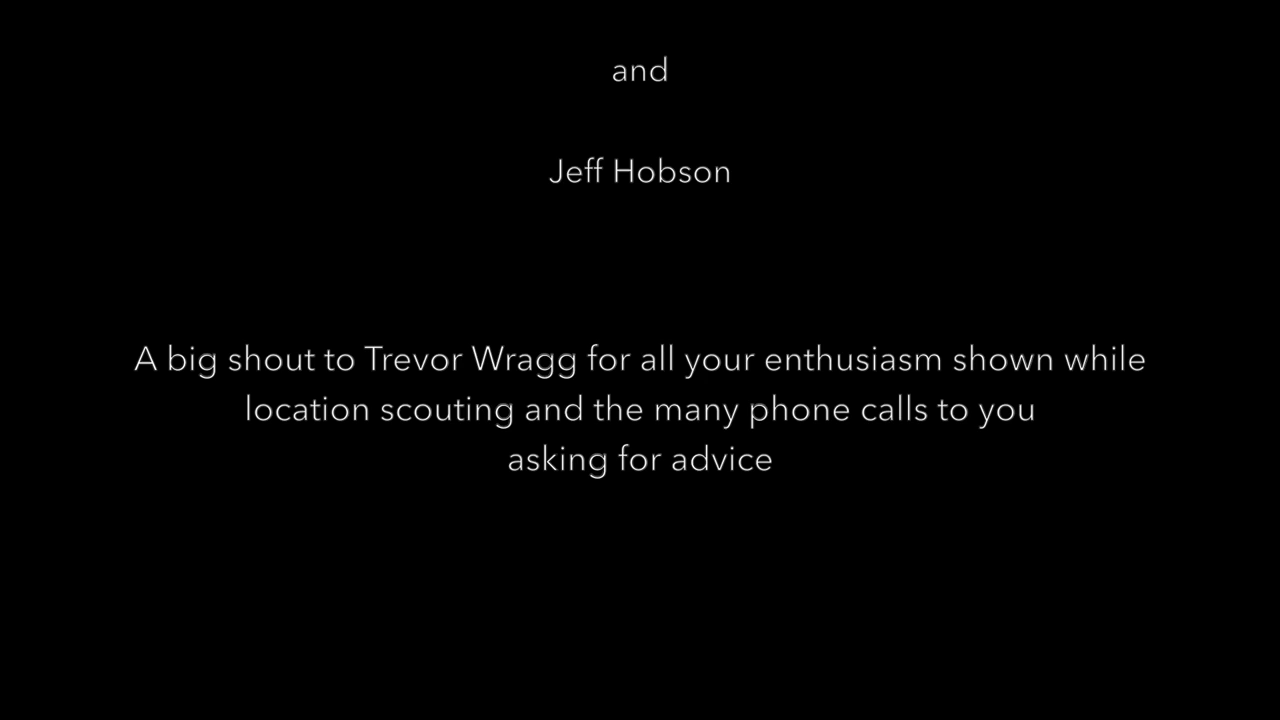 and
Jeff Hobson
A big shout to Trevor Wragg for all your enthusiasm shown while
location scouting and the many phone calls to you
asking for advice